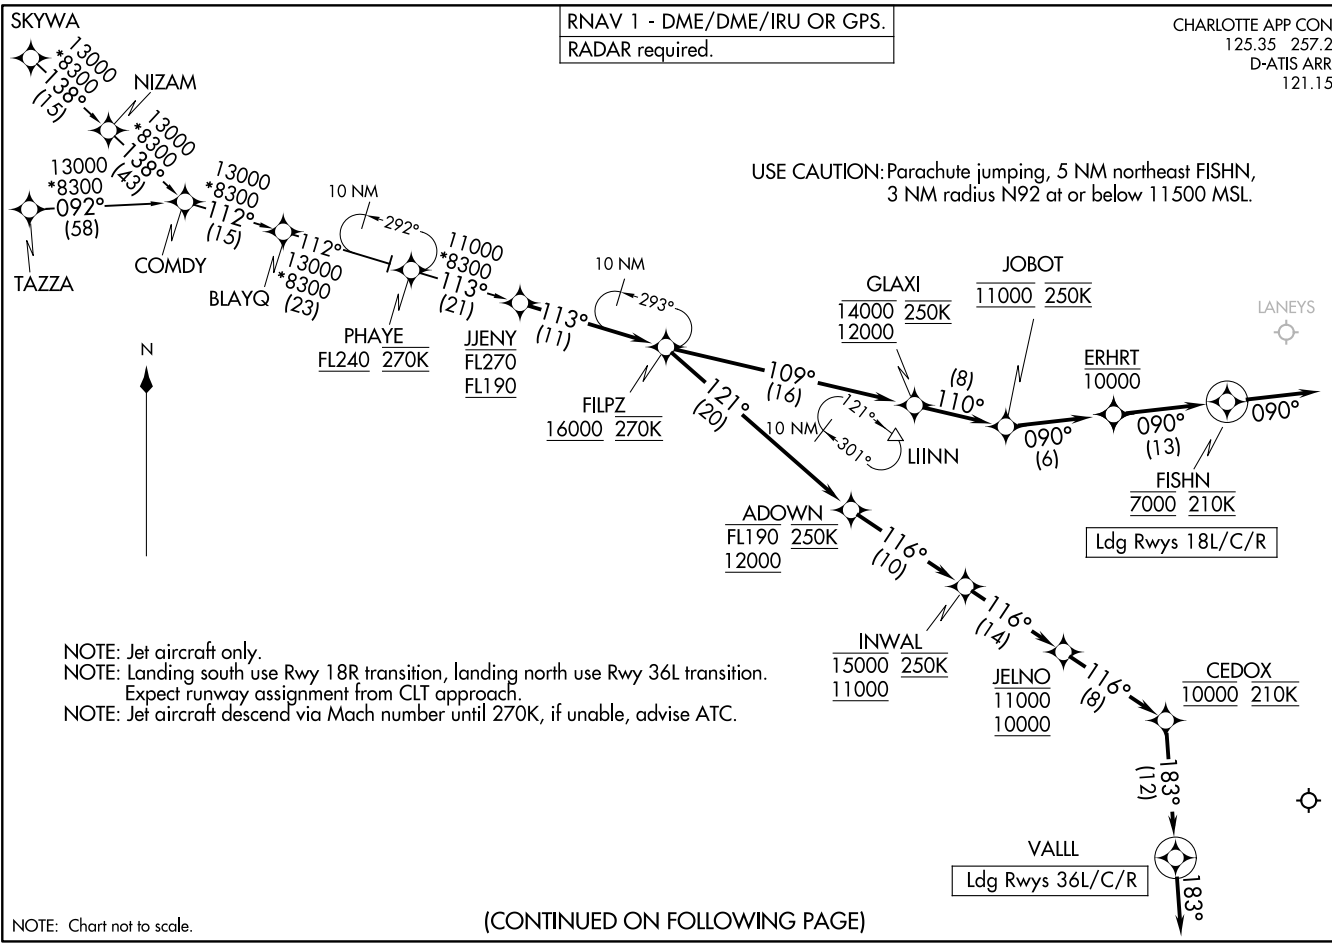 SKYWA
RNAV 1 - DME/DME/IRU OR GPS.
RADAR required.
CHARLOTTE APP CON
125.35 257.2
D-ATIS ARR
121.15
13000
*8300
138°
(15)
NIZAM
13000
*8300
138°
(43)
13000
*8300
092°
(58)
TAZZA
COMDY
13000
*8300
112°
(15)
BLAYQ
112°
13000
*8300
(23)
10 NM
292°
PHAYE
FL240 270K
11000
*8300
113°
(21)
JJENY
FL270
FL190
113°
(11)
10 NM
293°
FILPZ
16000 270K
USE CAUTION: Parachute jumping, 5 NM northeast FISHN,
3 NM radius N92 at or below 11500 MSL.
109°
(16)
GLAXI
14000 250K
12000
(8)
110°
JOBOT
11000 250K
090°
(6)
ERHRT
10000
090°
(13)
LANEYS
090°
FISHN
7000 210K
Ldg Rwys 18L/C/R
121°
(20)
10 NM
121°
301°
LIINN
ADOWN
FL190 250K
12000
116°
(10)
INWAL
15000 250K
11000
116°
(14)
JELNO
11000
10000
116°
(8)
CEDOX
10000 210K
183°
(12)
VALLL
Ldg Rwys 36L/C/R
183°
N
NOTE: Jet aircraft only.
NOTE: Landing south use Rwy 18R transition, landing north use Rwy 36L transition.
Expect runway assignment from CLT approach.
NOTE: Jet aircraft descend via Mach number until 270K, if unable, advise ATC.
NOTE: Chart not to scale.
(CONTINUED ON FOLLOWING PAGE)